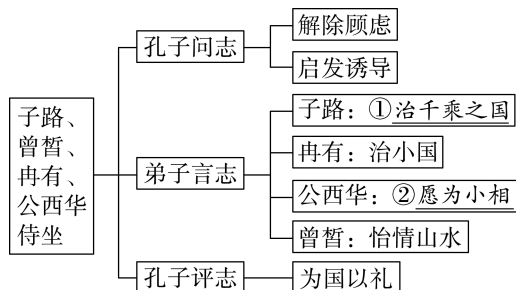 子路、
曾皙、
冉有、
公西华
侍坐
孔子问志
解除顾虑
启发诱导
弟子言志
子路：①治千乘之国
冉有：治小国
公西华：②愿为小相
曾皙：怡情山水
孔子评志
为国以礼